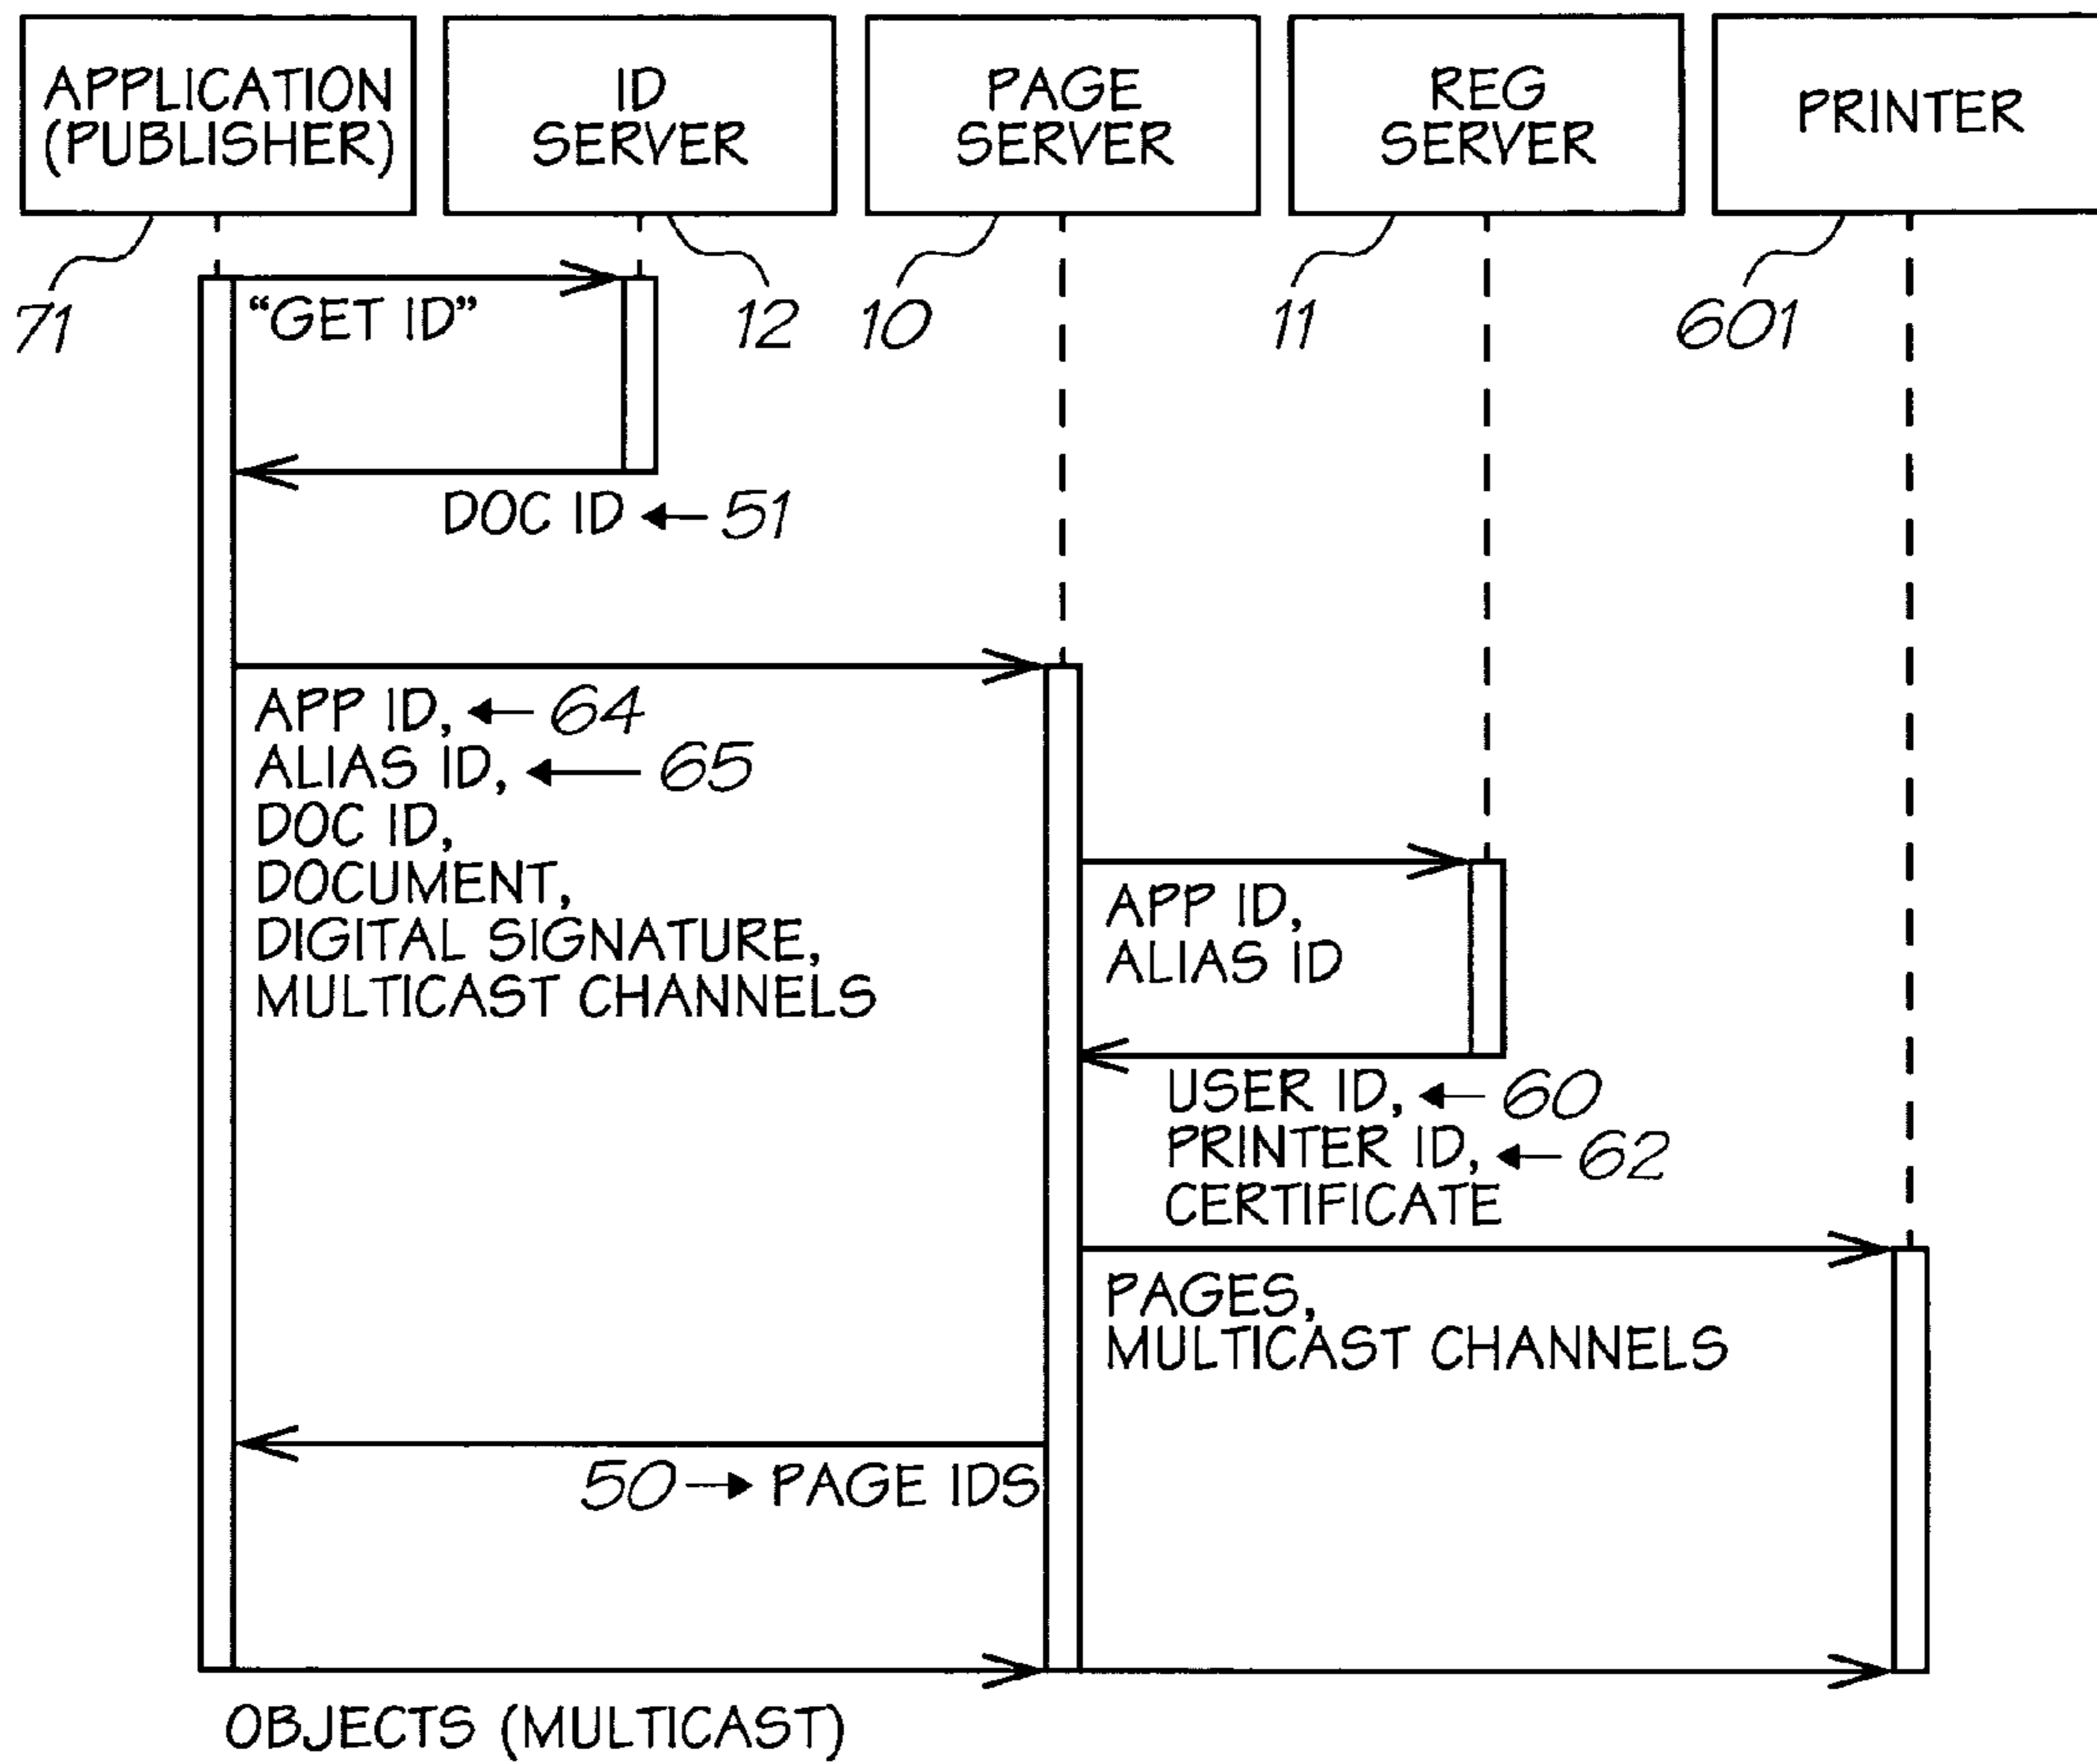 APPLICATION
(PUBLISHER)
ID
SERVER
PAGE
SERVER
REG
SERVER
PRINTER
71
12
10
11
601
“GET ID”
DOC ID
51
APP ID,
64
ALIAS ID,
65
DOC ID,
DOCUMENT,
DIGITAL SIGNATURE,
MULTICAST CHANNELS
APP ID,
ALIAS ID
USER ID,
60
PRINTER ID,
62
CERTIFICATE
PAGES,
MULTICAST CHANNELS
50
PAGE IDS
OBJECTS (MULTICAST)